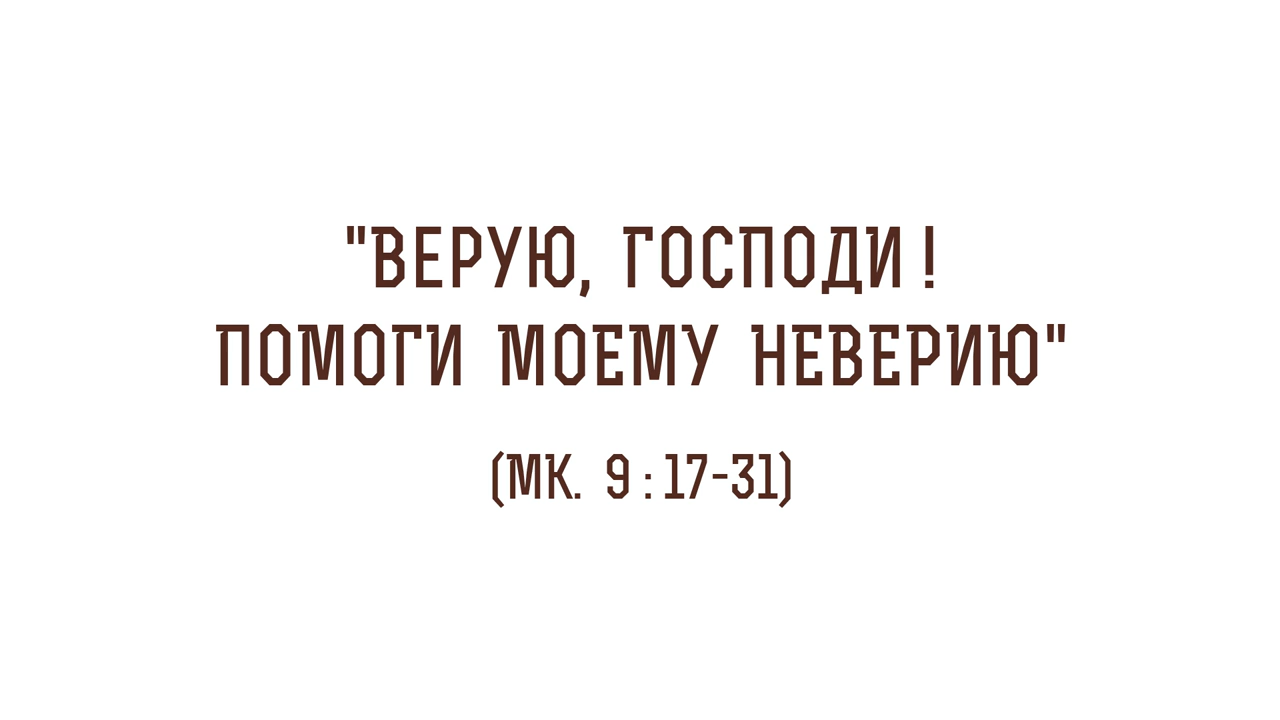 "ВЕРУЮ, ГОСПОДИ!
ПОМОГИ МОЕМУ НЕВЕРИЮ"
(МК. 9:17-31)